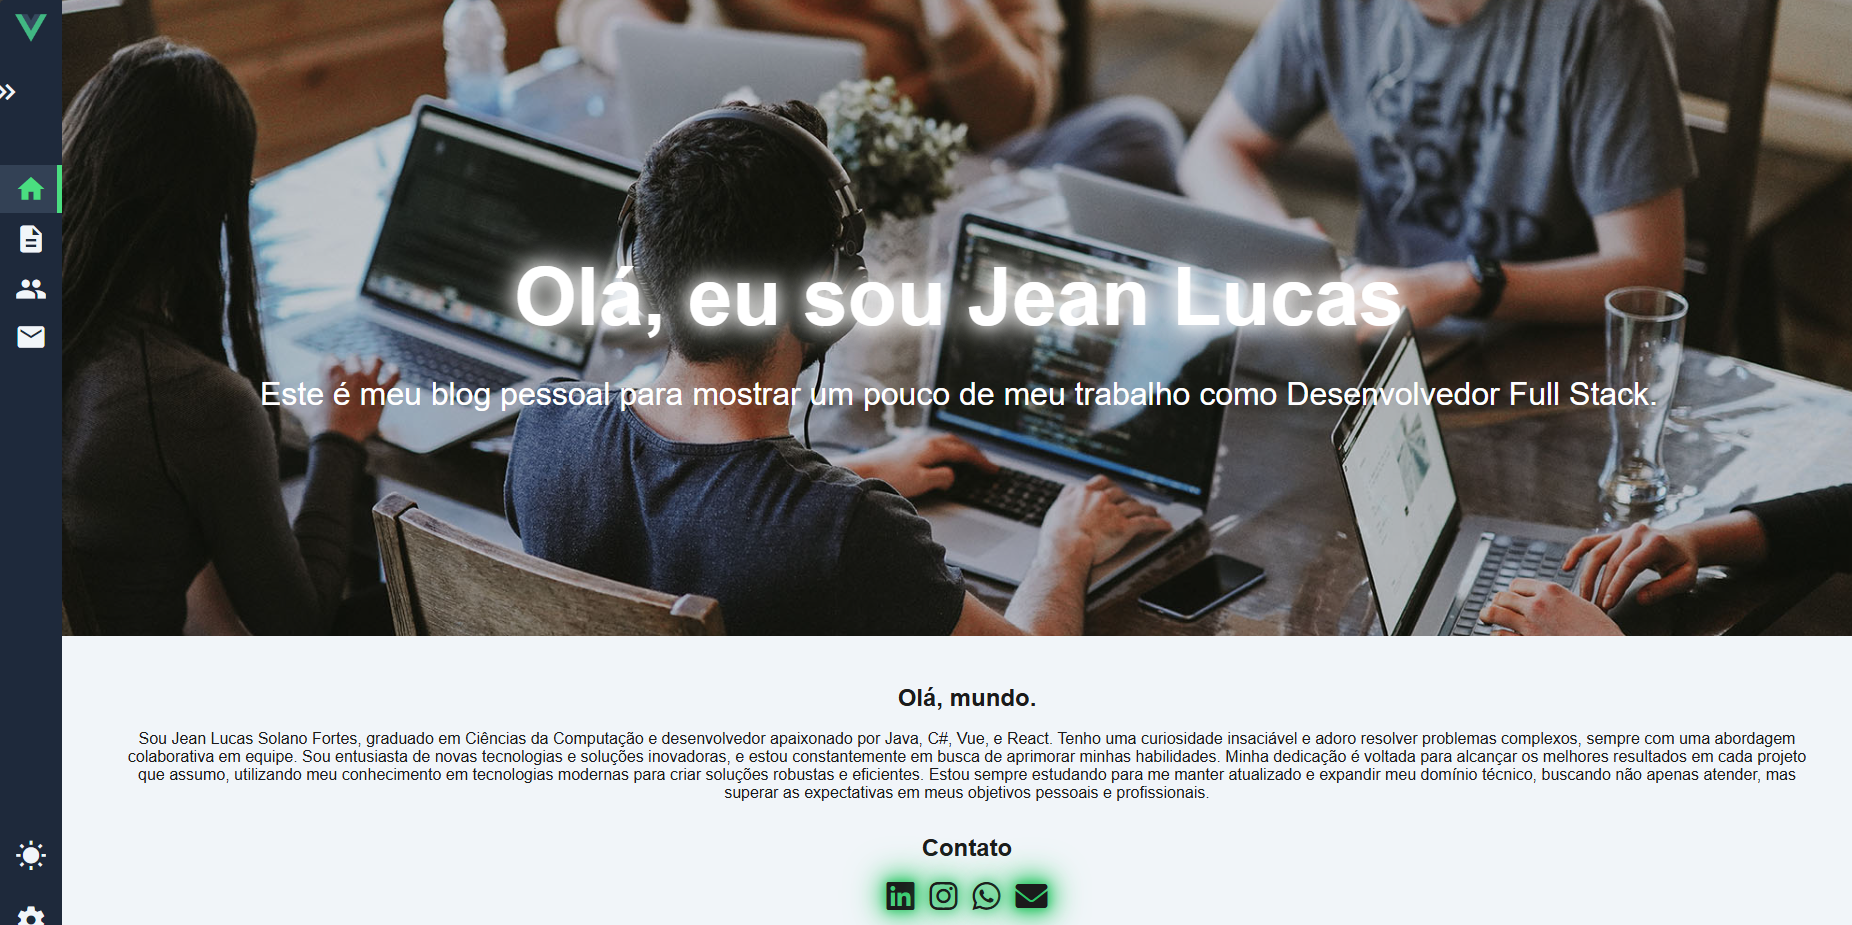 Olá, eu sou Jean Lucas
Este é meu blog pessoal para mostrar um pouco de meu trabalho como Desenvolvedor Full Stack.
Olá, mundo.
Sou Jean Lucas Solano Fortes, graduado em Ciências da Computação e desenvolvedor apaixonado por Java, C#, Vue, e React. Tenho uma curiosidade insaciável e adoro resolver problemas complexos, sempre com uma abordagem
colaborativa em equipe. Sou entusiasta de novas tecnologias e soluções inovadoras, e estou constantemente em busca de aprimorar minhas habilidades. Minha dedicação é voltada para alcançar os melhores resultados em cada projeto
que assumo, utilizando meu conhecimento em tecnologias modernas para criar soluções robustas e eficientes. Estou sempre estudando para me manter atualizado e expandir meu domínio técnico, buscando não apenas atender, mas
superar as expectativas em meus objetivos pessoais e profissionais.
Contato